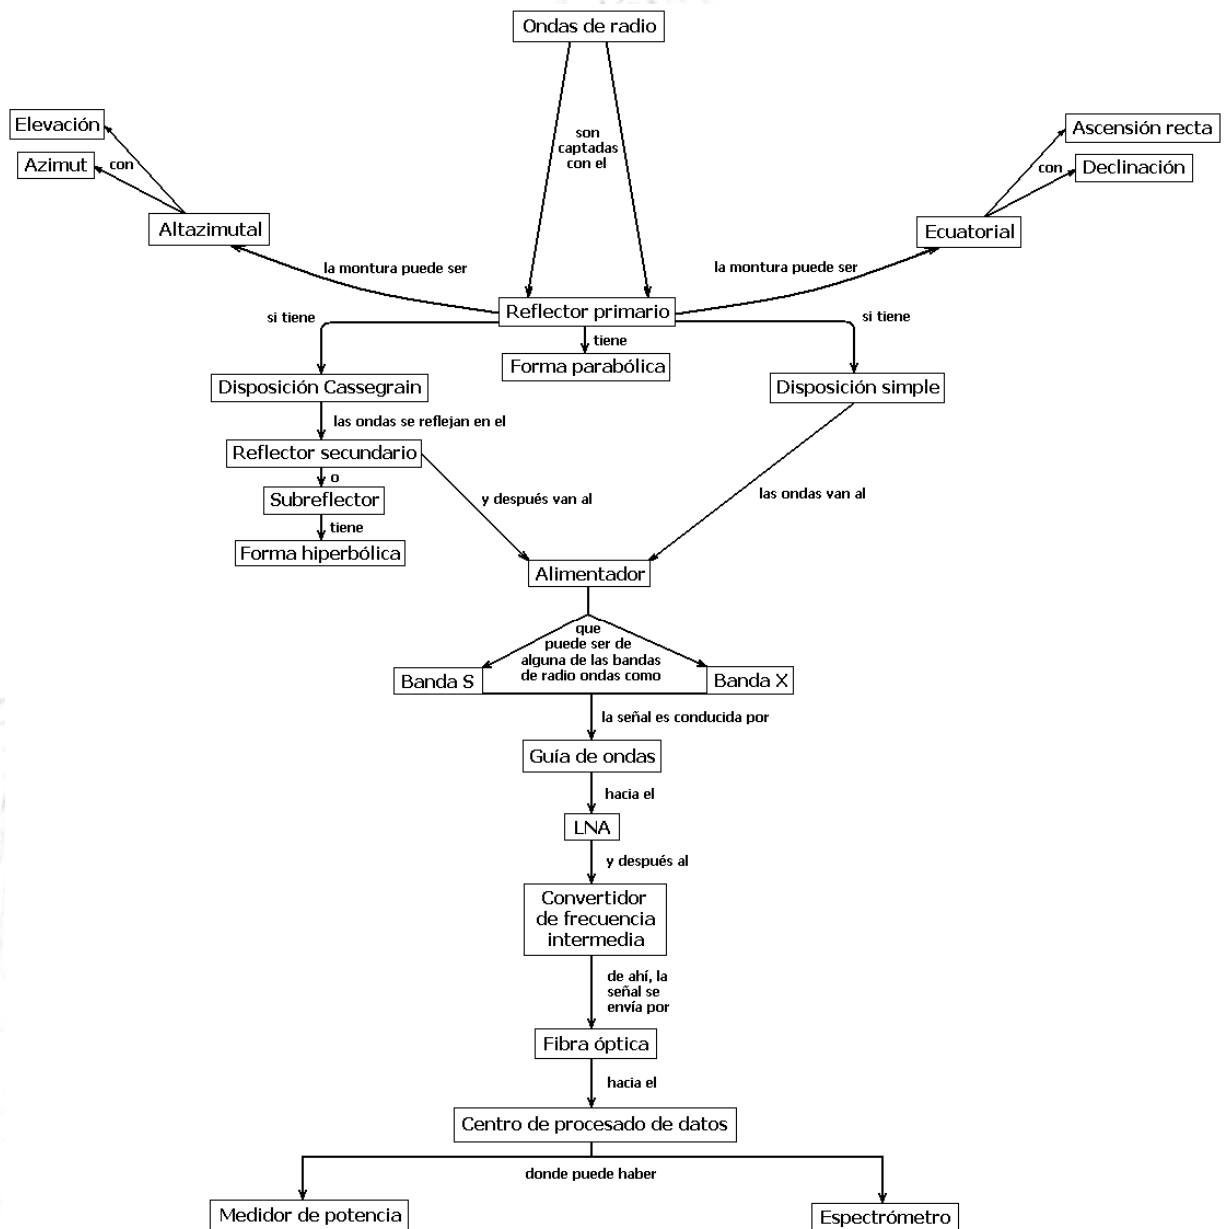 Ondas de radio
son
captadas
con el
Elevación
Azimut
con
Altazimutal
Ascensión recta
con
Declinación
Ecuatorial
la montura puede ser
la montura puede ser
Reflector primario
si tiene
tiene
si tiene
Forma parabólica
Disposición Cassegrain
Disposición simple
las ondas se reflejan en el
Reflector secundario
o
Subreflector
tiene
Forma hiperbólica
y después van al
las ondas van al
Alimentador
que
puede ser de
alguna de las bandas
de radio ondas como
Banda S
Banda X
la señal es conducida por
Guía de ondas
hacia el
LNA
y después al
Convertidor
de frecuencia
intermedia
de ahí, la
señal se
envía por
Fibra óptica
hacia el
Centro de procesado de datos
donde puede haber
Medidor de potencia
Espectrómetro